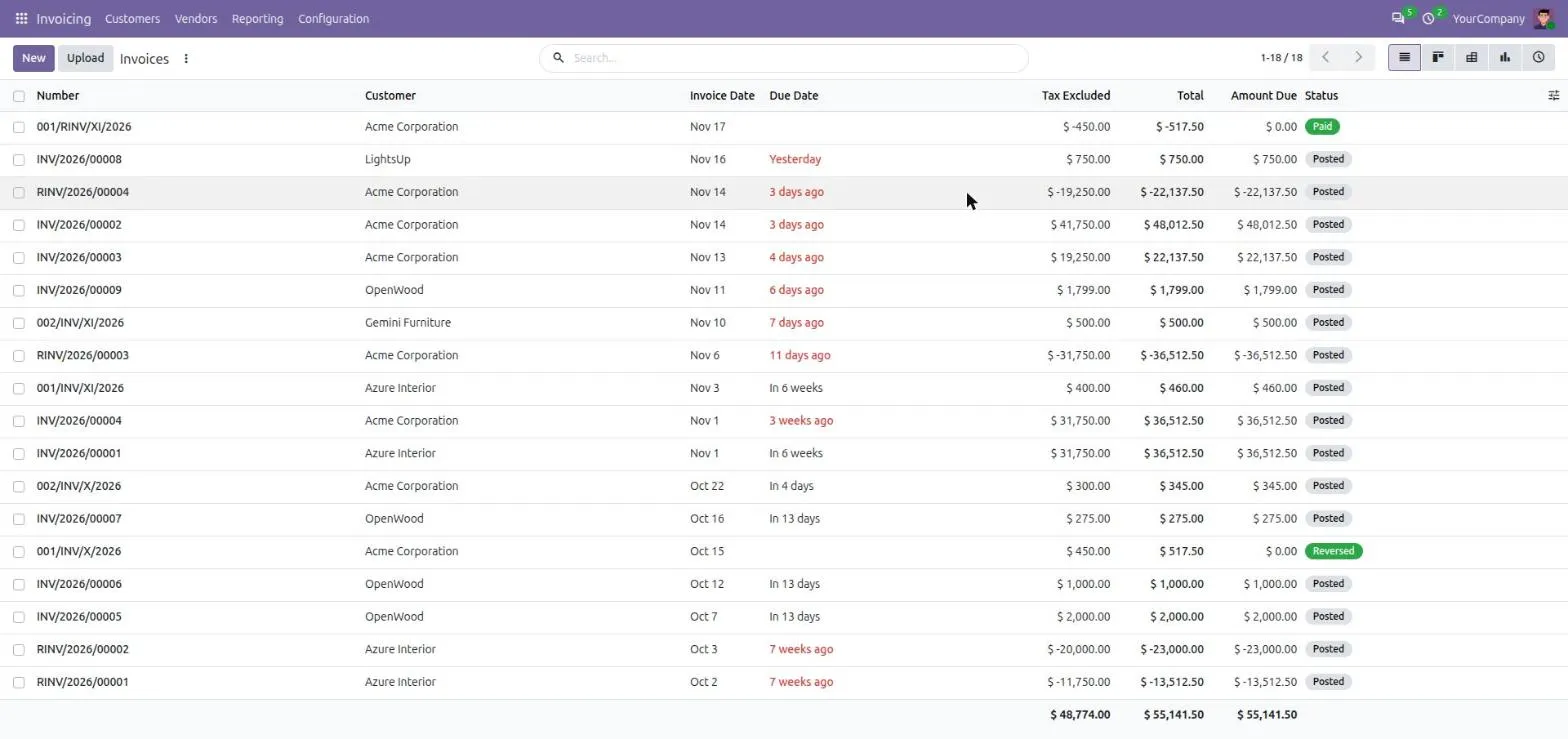 Invoicing Customers Vendors Reporting Configuration 5 2 YourCompany
New Upload Invoices Search... 1-18 / 18
Number Customer Invoice Date Due Date Tax Excluded Total Amount Due Status
001/RINV/XI/2026 Acme Corporation Nov 17 $ -450.00 $ -517.50 $ 0.00 Paid
INV/2026/00008 LightsUp Nov 16 Yesterday $ 750.00 $ 750.00 $ 750.00 Posted
RINV/2026/00004 Acme Corporation Nov 14 3 days ago $ -19,250.00 $ -22,137.50 $ -22,137.50 Posted
INV/2026/00002 Acme Corporation Nov 14 3 days ago $ 41,750.00 $ 48,012.50 $ 48,012.50 Posted
INV/2026/00003 Acme Corporation Nov 13 4 days ago $ 19,250.00 $ 22,137.50 $ 22,137.50 Posted
INV/2026/00009 OpenWood Nov 11 6 days ago $ 1,799.00 $ 1,799.00 $ 1,799.00 Posted
002/INV/XI/2026 Gemini Furniture Nov 10 7 days ago $ 500.00 $ 500.00 $ 500.00 Posted
RINV/2026/00003 Acme Corporation Nov 6 11 days ago $ -31,750.00 $ -36,512.50 $ -36,512.50 Posted
001/INV/XI/2026 Azure Interior Nov 3 In 6 weeks $ 400.00 $ 460.00 $ 460.00 Posted
INV/2026/00004 Acme Corporation Nov 1 3 weeks ago $ 31,750.00 $ 36,512.50 $ 36,512.50 Posted
INV/2026/00001 Azure Interior Nov 1 In 6 weeks $ 31,750.00 $ 36,512.50 $ 36,512.50 Posted
002/INV/X/2026 Acme Corporation Oct 22 In 4 days $ 300.00 $ 345.00 $ 345.00 Posted
INV/2026/00007 OpenWood Oct 16 In 13 days $ 275.00 $ 275.00 $ 275.00 Posted
001/INV/X/2026 Acme Corporation Oct 15 $ 450.00 $ 517.50 $ 0.00 Reversed
INV/2026/00006 OpenWood Oct 12 In 13 days $ 1,000.00 $ 1,000.00 $ 1,000.00 Posted
INV/2026/00005 OpenWood Oct 7 In 13 days $ 2,000.00 $ 2,000.00 $ 2,000.00 Posted
RINV/2026/00002 Azure Interior Oct 3 7 weeks ago $ -20,000.00 $ -23,000.00 $ -23,000.00 Posted
RINV/2026/00001 Azure Interior Oct 2 7 weeks ago $ -11,750.00 $ -13,512.50 $ -13,512.50 Posted
$ 48,774.00 $ 55,141.50 $ 55,141.50